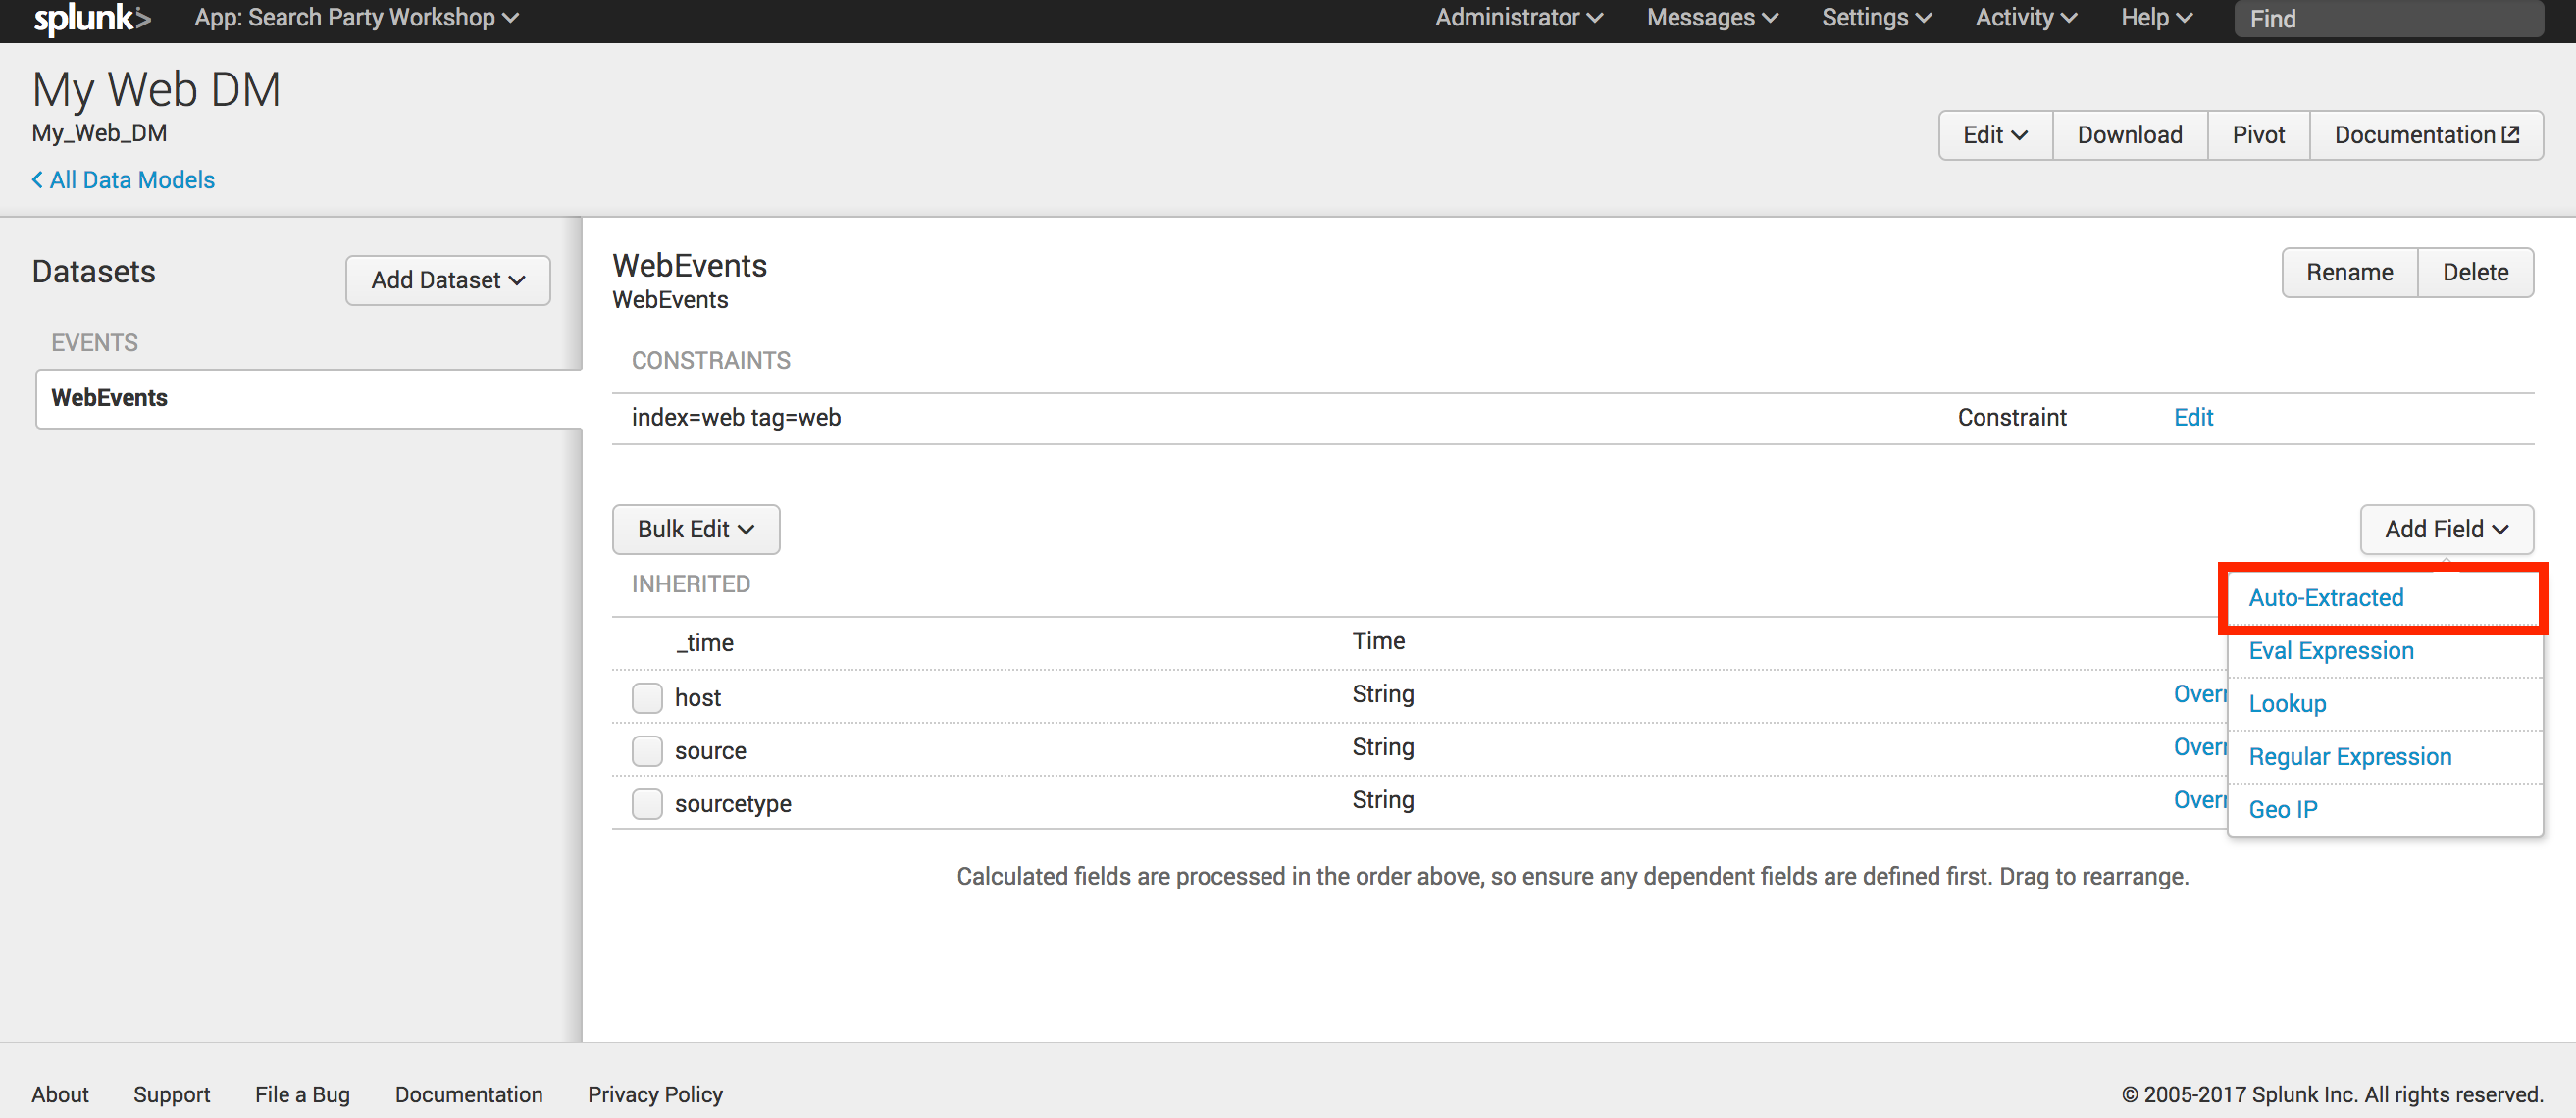 splunk> App: Search Party Workshop Administrator Messages Settings Activity Help Find
My Web DM
My_Web_DM
All Data Models
Edit Download Pivot Documentation
Datasets
Add Dataset
EVENTS
WebEvents
WebEvents
WebEvents
Rename Delete
CONSTRAINTS
index=web tag=web Constraint Edit
Bulk Edit Add Field
INHERITED
Auto-Extracted
Eval Expression
Lookup
Regular Expression
Geo IP
_time Time
host String Overr
source String Overr
sourcetype String Overr
Calculated fields are processed in the order above, so ensure any dependent fields are defined first. Drag to rearrange.
About Support File a Bug Documentation Privacy Policy © 2005-2017 Splunk Inc. All rights reserved.